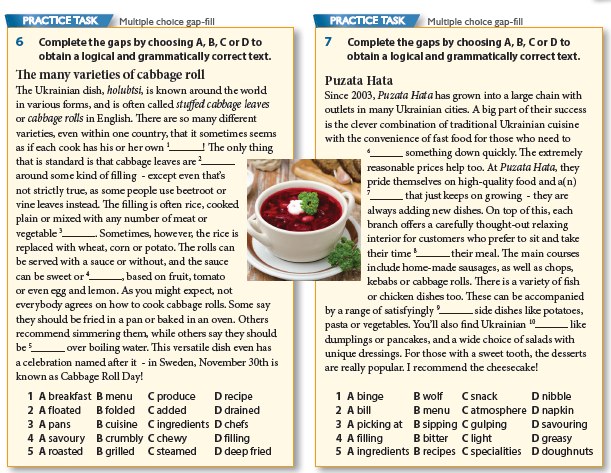 PRACTICE TASK Multiple choice gap-fill
6 Complete the gaps by choosing A, B, C or D to
obtain a logical and grammatically correct text.
The many varieties of cabbage roll
The Ukrainian dish, holubtsi, is known around the world
in various forms, and is often called stuffed cabbage leaves
or cabbage rolls in English. There are so many different
varieties, even within one country, that it sometimes seems
as if each cook has his or her own 1______! The only thing
that is standard is that cabbage leaves are 2______
around some kind of filling - except even that's
not strictly true, as some people use beetroot or
vine leaves instead. The filling is often rice, cooked
plain or mixed with any number of meat or
vegetable 3______. Sometimes, however, the rice is
replaced with wheat, corn or potato. The rolls can
be served with a sauce or without, and the sauce
can be sweet or 4______, based on fruit, tomato
or even egg and lemon. As you might expect, not
everybody agrees on how to cook cabbage rolls. Some say
they should be fried in a pan or baked in an oven. Others
recommend simmering them, while others say they should
be 5______ over boiling water. This versatile dish even has
a celebration named after it - in Sweden, November 30th is
known as Cabbage Roll Day!
1 A breakfast B menu C produce D recipe
2 A floated B folded C added D drained
3 A pans B cuisine C ingredients D chefs
4 A savoury B crumbly C chewy D filling
5 A roasted B grilled C steamed D deep fried
PRACTICE TASK Multiple choice gap-fill
7 Complete the gaps by choosing A, B, C or D to
obtain a logical and grammatically correct text.
Puzata Hata
Since 2003, Puzata Hata has grown into a large chain with
outlets in many Ukrainian cities. A big part of their success
is the clever combination of traditional Ukrainian cuisine
with the convenience of fast food for those who need to
6______ something down quickly. The extremely
reasonable prices help too. At Puzata Hata, they
pride themselves on high-quality food and a(n)
7______ that just keeps on growing - they are
always adding new dishes. On top of this, each
branch offers a carefully thought-out relaxing
interior for customers who prefer to sit and take
their time 8______ their meal. The main courses
include home-made sausages, as well as chops,
kebabs or cabbage rolls. There is a variety of fish
or chicken dishes too. These can be accompanied
by a range of satisfyingly 9______ side dishes like potatoes,
pasta or vegetables. You'll also find Ukrainian 10______ like
dumplings or pancakes, and a wide choice of salads with
unique dressings. For those with a sweet tooth, the desserts
are really popular. I recommend the cheesecake!
1 A binge B wolf C snack D nibble
2 A bill B menu C atmosphere D napkin
3 A picking at B sipping C gulping D savouring
4 A filling B bitter C light D greasy
5 A ingredients B recipes C specialities D doughnuts